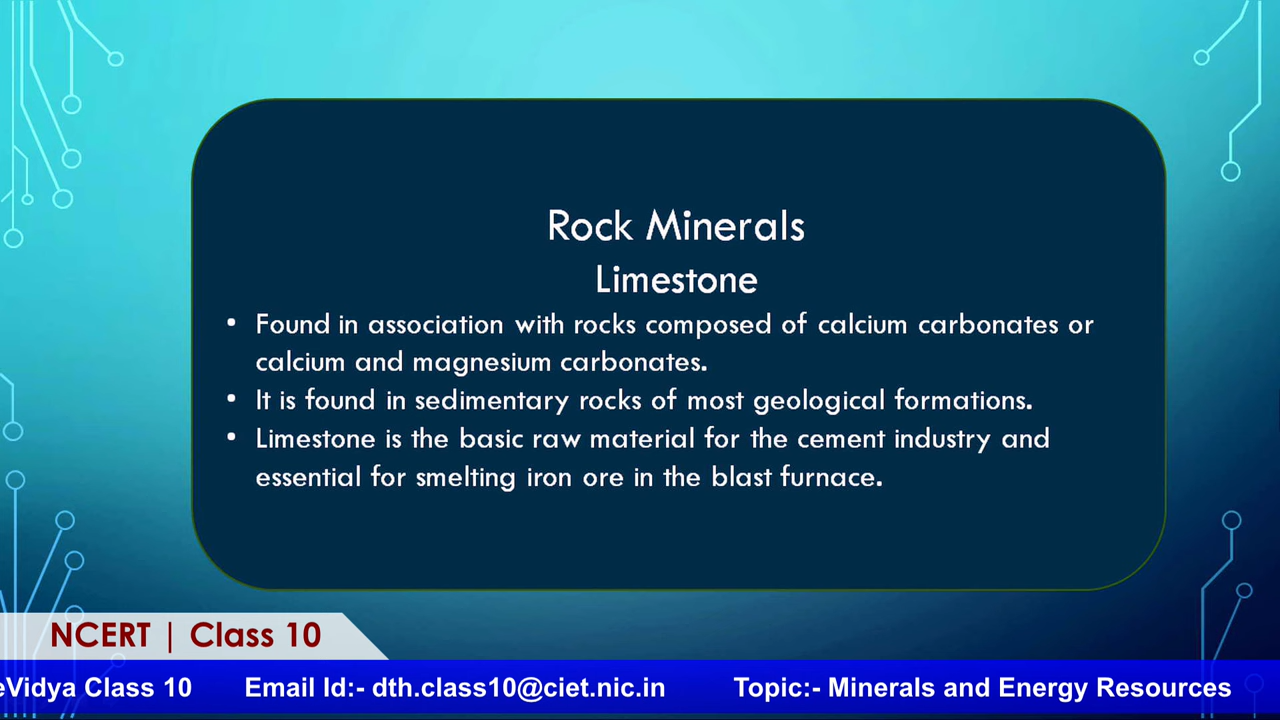 Rock Minerals
Limestone
• Found in association with rocks composed of calcium carbonates or
calcium and magnesium carbonates.
• It is found in sedimentary rocks of most geological formations.
• Limestone is the basic raw material for the cement industry and
essential for smelting iron ore in the blast furnace.
NCERT | Class 10
eVidya Class 10 Email Id:- dth.class10@ciet.nic.in Topic:- Minerals and Energy Resources